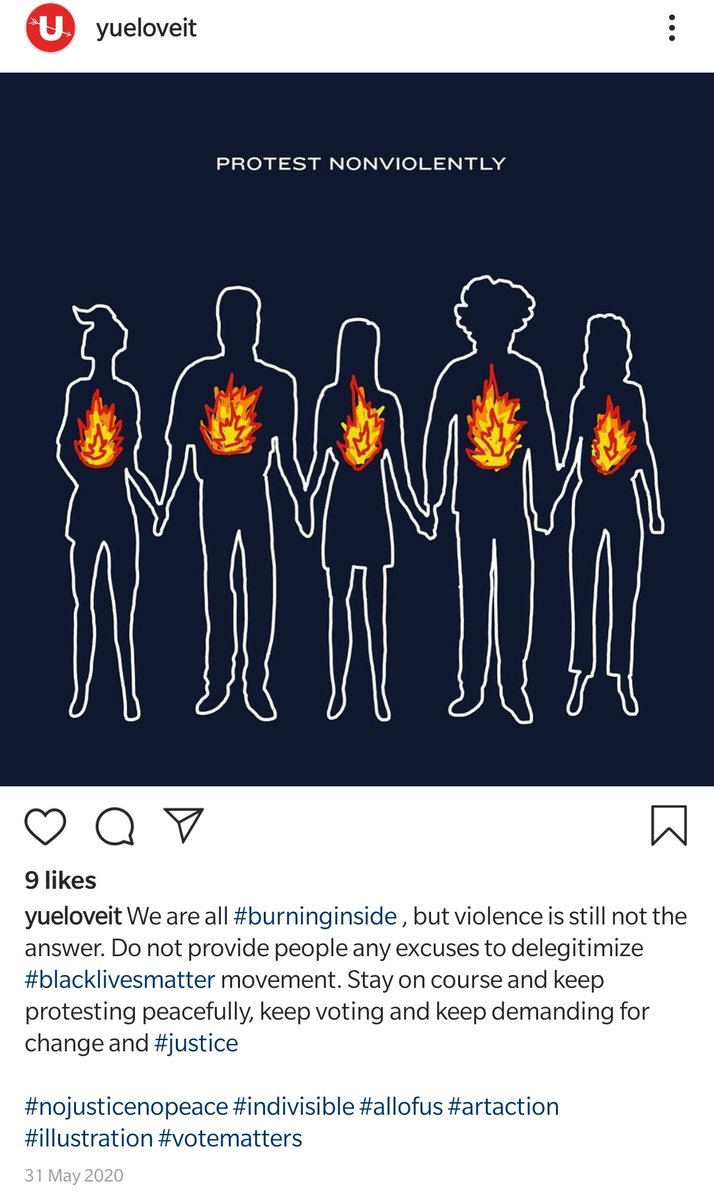 U
yueloveit
PROTEST NONVIOLENTLY
9 likes
yueloveit We are all #burninginside , but violence is still not the
answer. Do not provide people any excuses to delegitimize
#blacklivesmatter movement. Stay on course and keep
protesting peacefully, keep voting and keep demanding for
change and #justice
#nojusticenopeace #indivisible #allofus #artaction
#illustration #votematters
31 May 2020